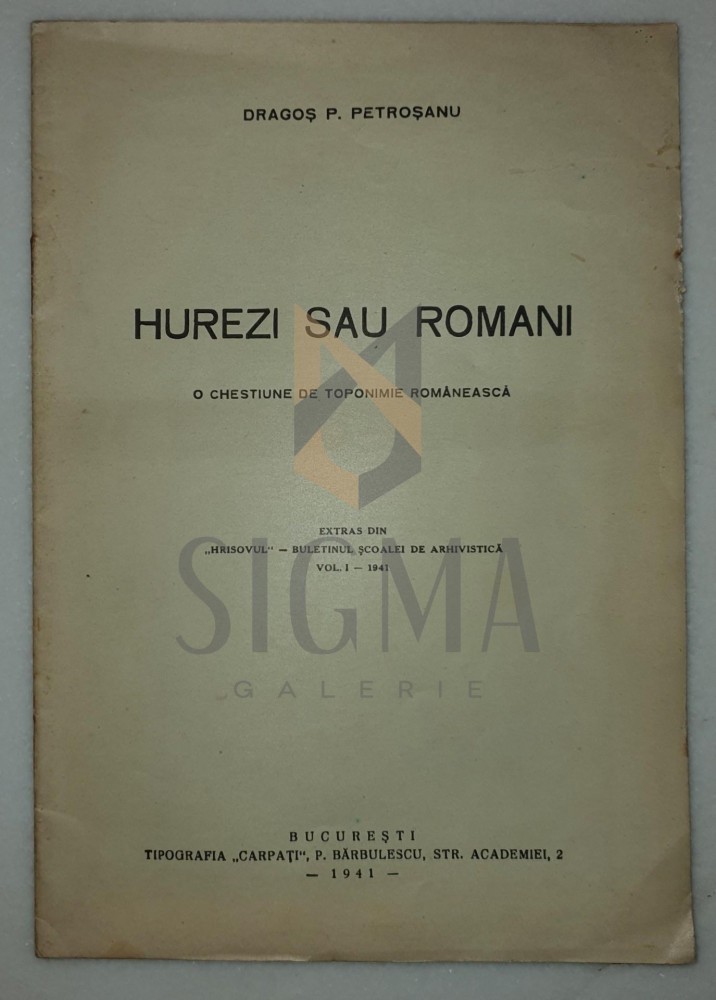 DRAGOȘ P. PETROȘANU
HUREZI SAU ROMANI
O CHESTIUNE DE TOPONIMIE ROMÂNEASCĂ
EXTRAS DIN
„HRISOVUL“ — BULETINUL ȘCOALEI DE ARHIVISTICĂ
VOL. I — 1941
SIGMA
GALERIE
BUCUREȘTI
TIPOGRAFIA „CARPAȚI“, P. BĂRBULESCU, STR. ACADEMIEI, 2
— 1941 —